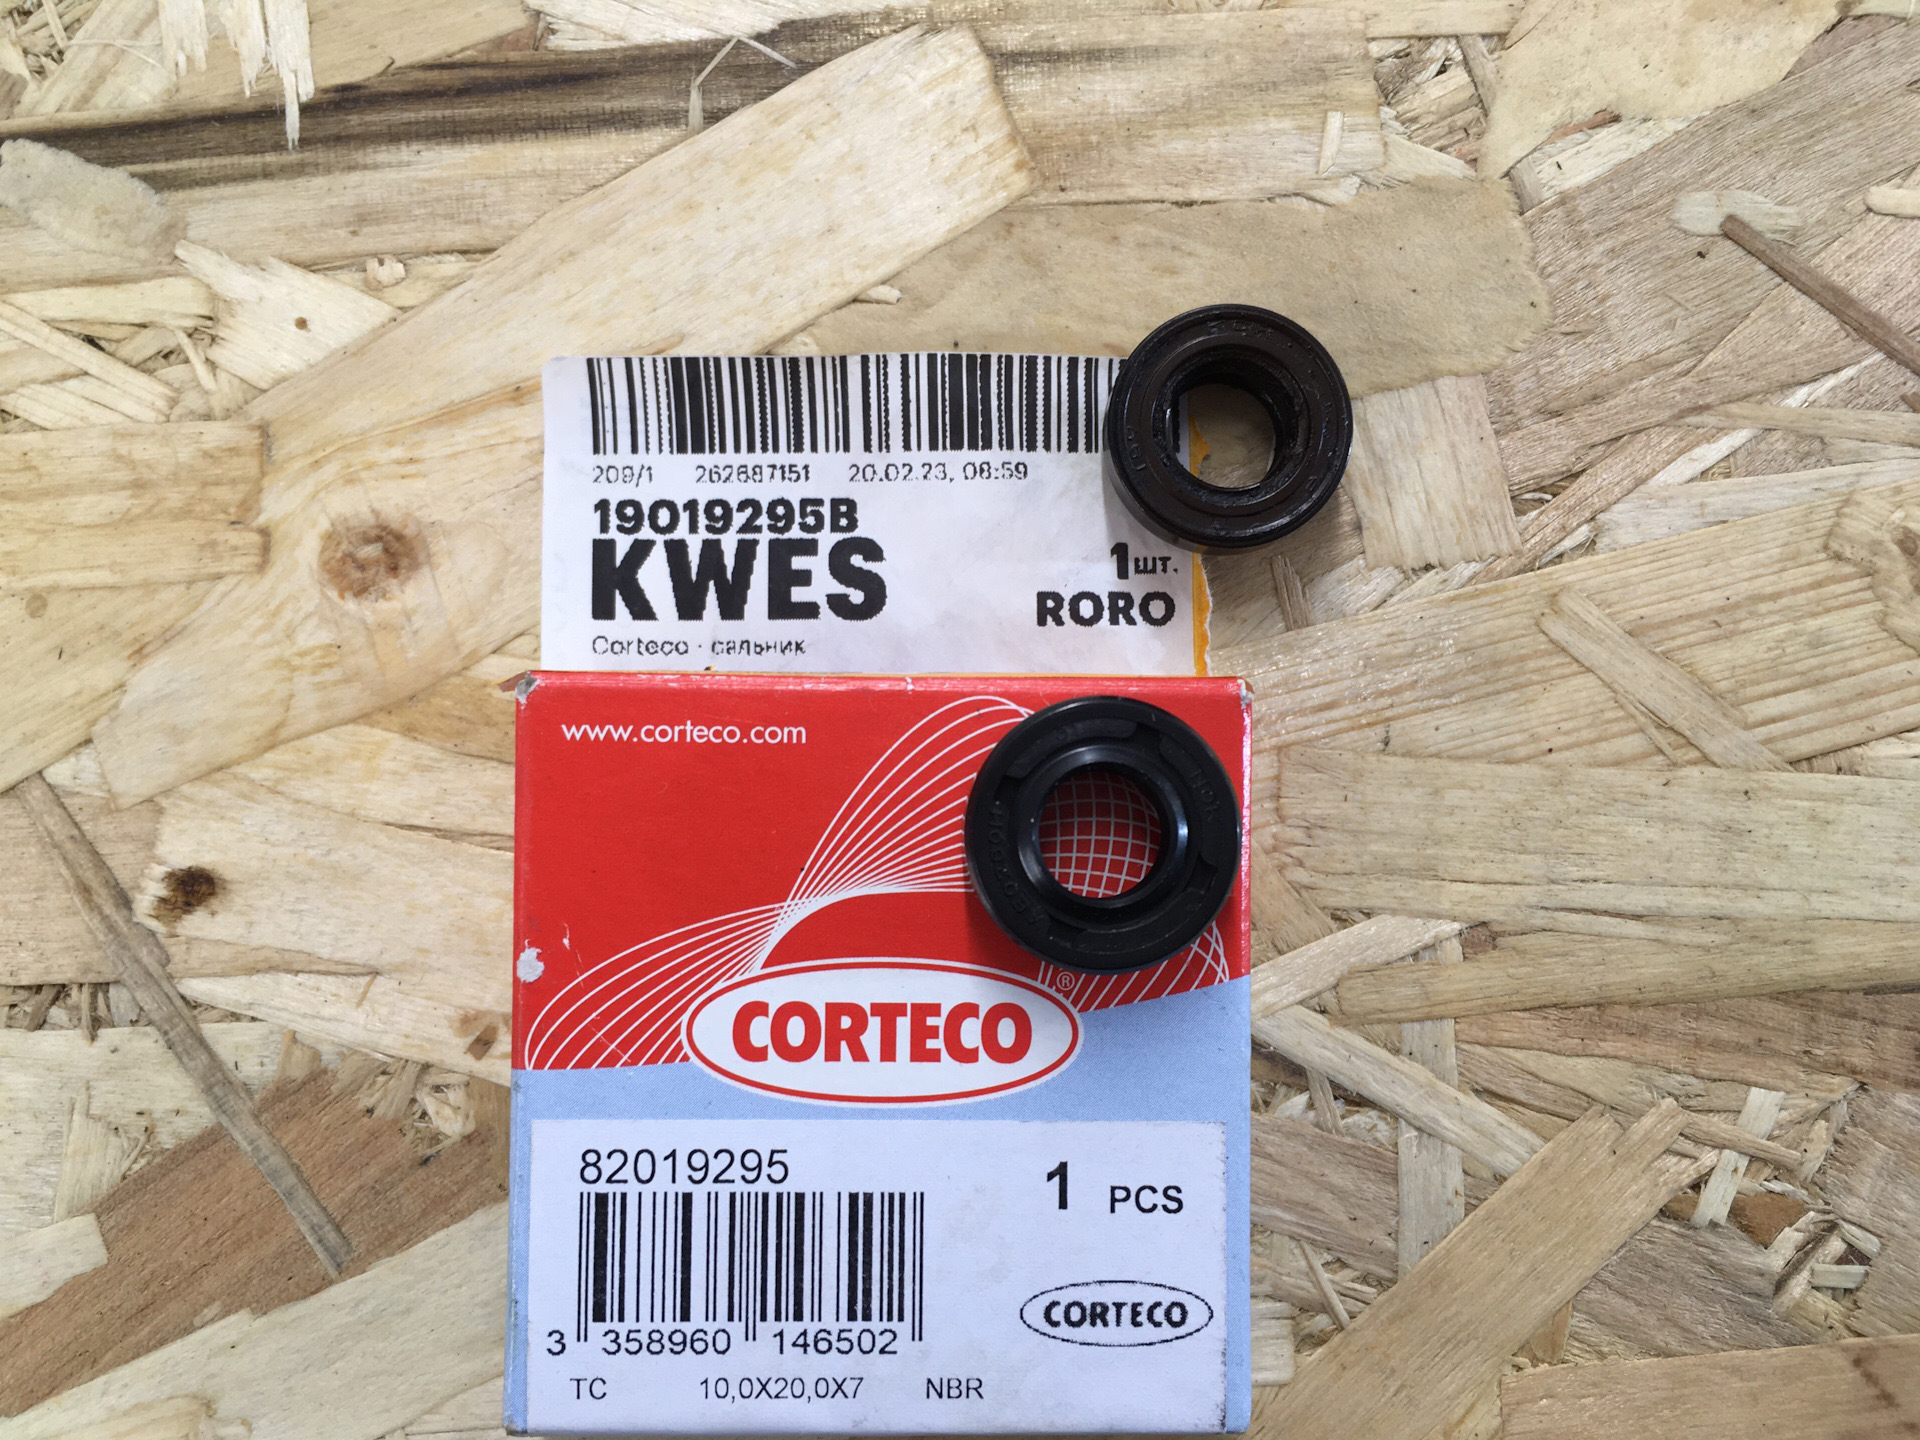 209/1 262687151 20.02.23, 08:59
19019295B
KWES
1шт.
RORO
Corteco · сальник
www.corteco.com
CORTECO®
82019295
1 PCS
CORTECO
3 358960 146502
TC 10,0X20,0X7 NBR